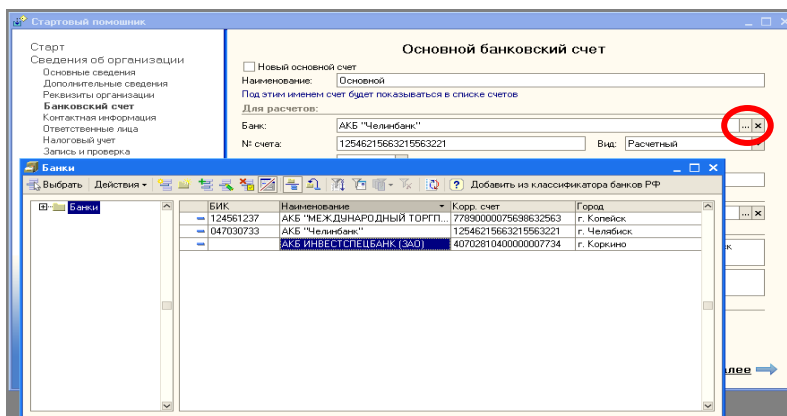 Стартовый помошник
Старт
Сведения об организации
Основные сведения
Дополнительные сведения
Реквизиты организации
Банковский счет
Контактная информация
Ответственные лица
Налоговый учет
Запись и проверка
Основной банковский счет
Новый основной счет
Наименование: Основной
Под этим именем счет будет показываться в списке счетов
Для расчетов:
Банк: АКБ "Челинбанк" ... ×
№ счета: 12546215663215563221 Вид: Расчетный
Банки
Выбрать Действия Добавить из классификатора банков РФ
Банки
БИК Наименование Корр. счет Город
124561237 АКБ "МЕЖДУНАРОДНЫЙ ТОРГП... 77890000075698632563 г. Копейск
047030733 АКБ "Челинбанк" 12546215663215563221 г. Челябиск
АКБ ИНВЕСТСПЕЦБАНК (ЗАО) 40702810400000007734 г. Коркино
... ×
ск
алее